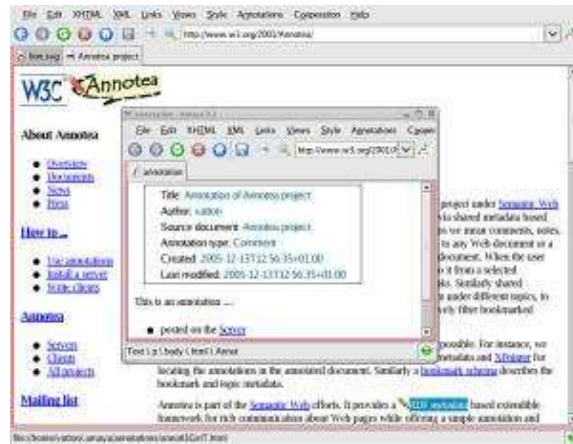 File Edit XHTML XML Links Views Style Annotations Cooperation Help
http://www.w3.org/2001/Annotea/
Annotea project
W3C Annotea
About Annotea
Overview
Documents
News
Press
How to ...
Use annotations
Install a server
Write clients
Annotea
Servers
Clients
All projects
Mailing list
File Edit XHTML XML Links Views Style Annotations
annotation
Title: Annotation of Annotea project
Author: vatton
Source document: Annotea project
Annotation type: Comment
Created: 2005-12-13T12:56:35+01:00
Last modified: 2005-12-13T12:56:35+01:00
This is an annotation ....
posted on the Server
Text \ p \ body \ html \ Annot
project under Semantic Web
via shared metadata based
we mean comments, notes,
to any Web document or a
document. When the user
it from a selected
Similarly shared
under different topics, to
filter bookmarked
possible. For instance, we
metadata and XPointer for
locating the annotations in the annotated document. Similarly a bookmark schema describes the
bookmark and topic metadata.
Annotea is part of the Semantic Web efforts. It provides a RDF metadata based extendible
framework for rich communication about Web pages while offering a simple annotation and